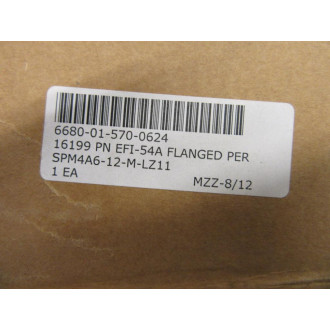 6680-01-570-0624
16199 PN EFI-54A FLANGED PER
SPM4A6-12-M-LZ11
1 EA MZZ-8/12